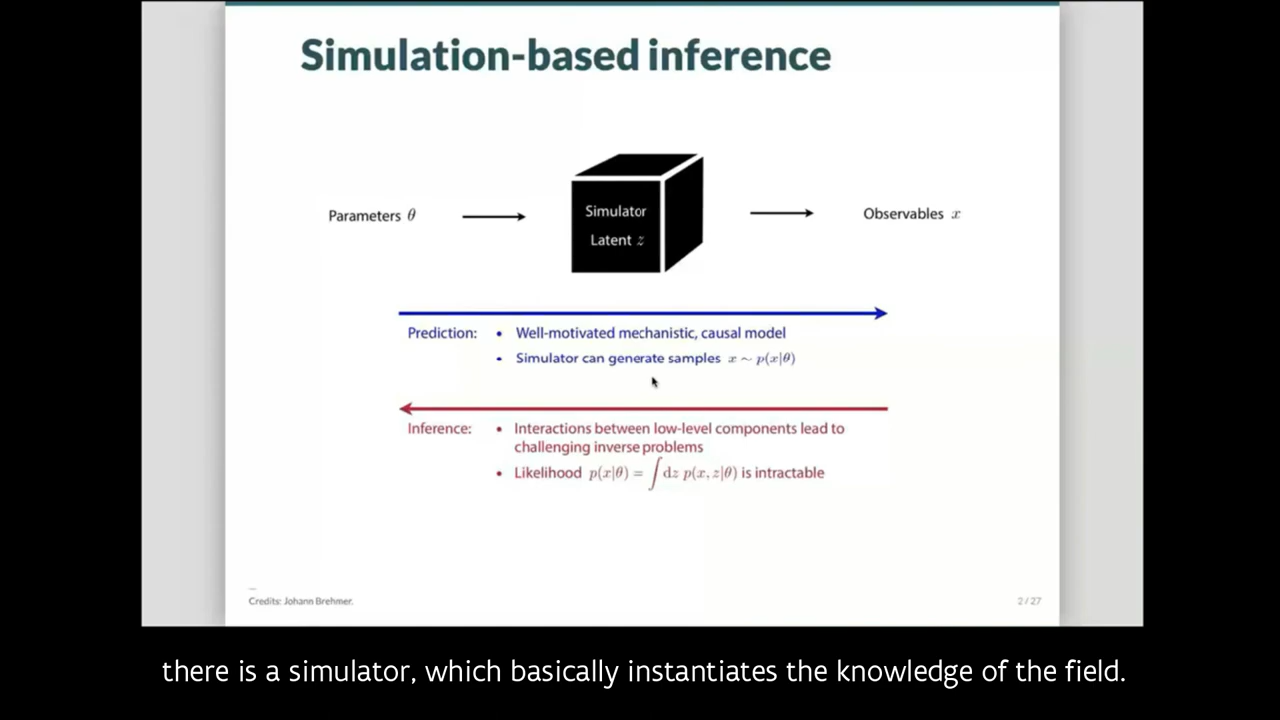 Simulation-based inference
Parameters θ
Simulator
Latent z
Observables x
Prediction:
• Well-motivated mechanistic, causal model
• Simulator can generate samples x ∼ p(x|θ)
Inference:
• Interactions between low-level components lead to
challenging inverse problems
• Likelihood p(x|θ) = ∫ dz p(x, z|θ) is intractable
Credits: Johann Brehmer.
2 / 27
there is a simulator, which basically instantiates the knowledge of the field.